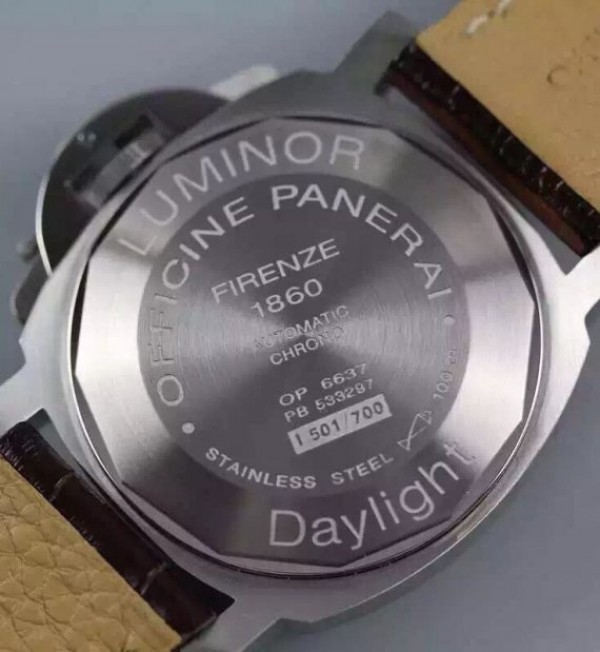 LUMINOR
OFFICINE PANERAI
FIRENZE
1860
AUTOMATIC
CHRONO
OP 6637
PB 533297
I 501/700
STAINLESS STEEL
100 m
Daylight